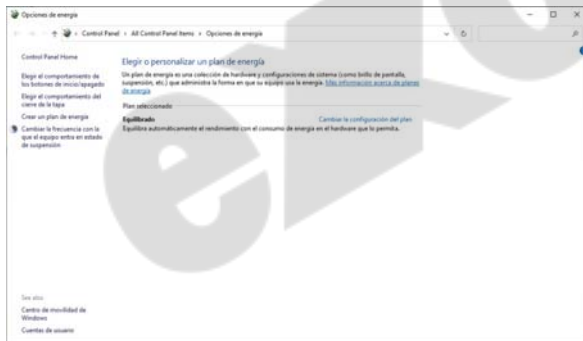 Opciones de energía
Control Panel > All Control Panel Items > Opciones de energía
Control Panel Home
Elegir el comportamiento de
los botones de inicio/apagado
Elegir el comportamiento del
cierre de la tapa
Crear un plan de energía
Cambiar la frecuencia con la
que el equipo entra en estado
de suspensión
Elegir o personalizar un plan de energía
Un plan de energía es una colección de hardware y configuraciones de sistema (como brillo de pantalla,
suspensión, etc.) que administra la forma en que su equipo usa la energía. Más información acerca de planes
de energía
Plan seleccionado
Equilibrado
Cambiar la configuración del plan
Equilibra automáticamente el rendimiento con el consumo de energía en el hardware que lo permita.
See also
Centro de movilidad de
Windows
Cuentas de usuario